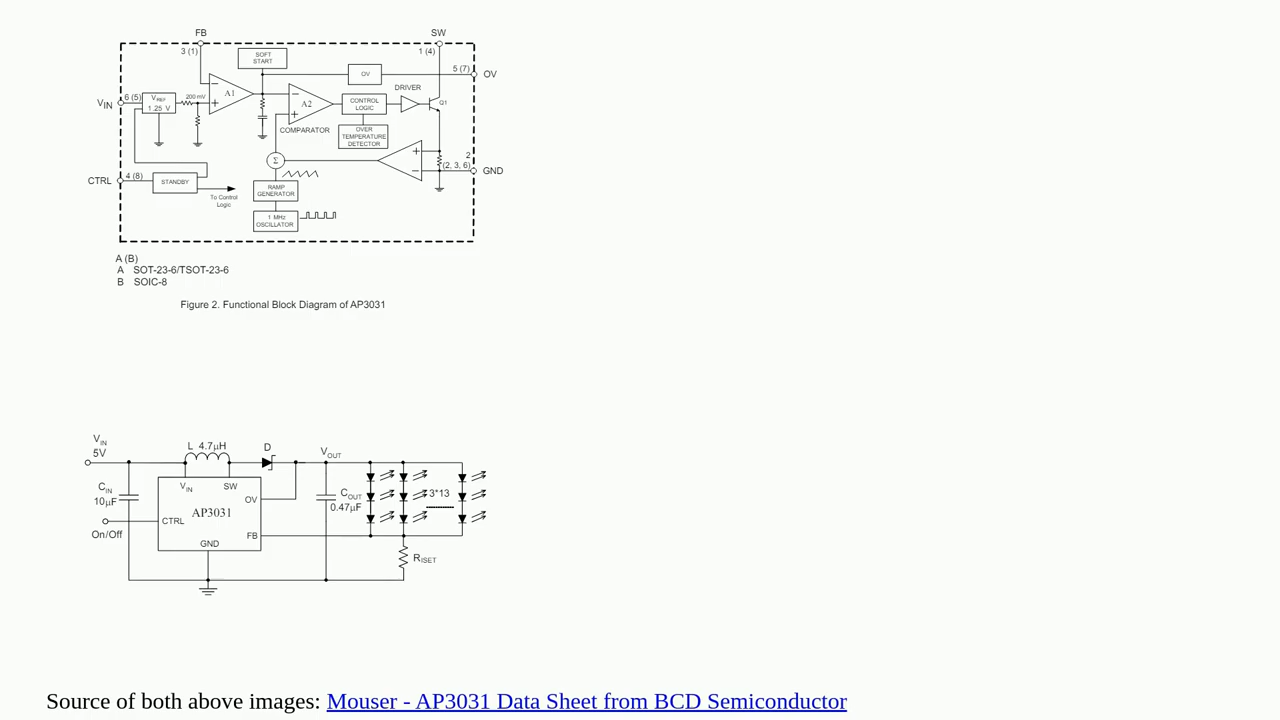 FB
SW
3 (1)
1 (4)
SOFT
START
5 (7)
OV
OV
DRIVER
VIN
6 (5)
VREF
1.25 V
200 mV
A1
A2
CONTROL
LOGIC
Q1
COMPARATOR
OVER
TEMPERATURE
DETECTOR
+
−
Σ
2
(2, 3, 6)
GND
CTRL
4 (8)
STANDBY
To Control
Logic
RAMP
GENERATOR
1 MHz
OSCILLATOR
A (B)
A SOT-23-6/TSOT-23-6
B SOIC-8
Figure 2. Functional Block Diagram of AP3031
VIN
5V
L 4.7μH
D
VOUT
VIN
SW
CIN
10μF
OV
COUT
0.47μF
3*13
AP3031
CTRL
On/Off
FB
GND
RISET
Source of both above images: Mouser - AP3031 Data Sheet from BCD Semiconductor